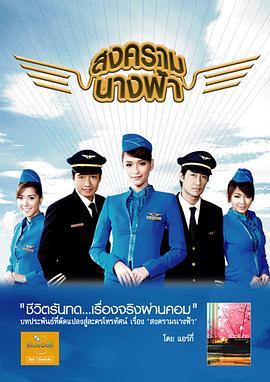 สงคราม
นางฟ้า
"ชีวิตรันทด...เรื่องจริงผ่านคอม"
บทประพันธ์ที่ดัดแปลงสู่ละครโทรทัศน์ เรื่อง "สงครามนางฟ้า"
โดย แอร์กี่
Bluebell